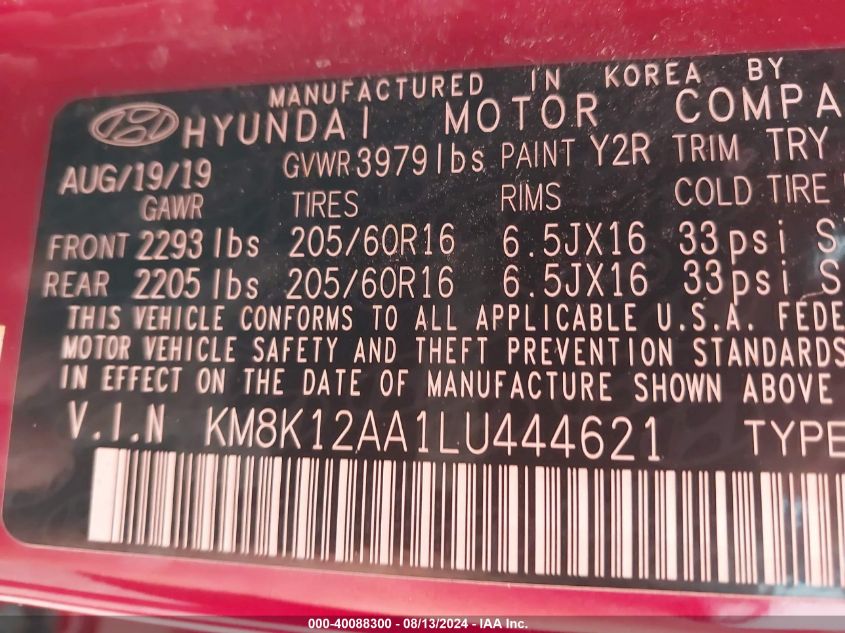 MANUFACTURED IN KOREA BY
HYUNDAI MOTOR COMPA
AUG/19/19 GVWR 3979 lbs PAINT Y2R TRIM TRY
GAWR TIRES RIMS COLD TIRE
FRONT 2293 lbs 205/60R16 6.5JX16 33psi S
REAR 2205 lbs 205/60R16 6.5JX16 33psi S
THIS VEHICLE CONFORMS TO ALL APPLICABLE U.S.A. FEDE
MOTOR VEHICLE SAFETY AND THEFT PREVENTION STANDARDS
IN EFFECT ON THE DATE OF MANUFACTURE SHOWN ABOVE
V.I.N KM8K12AA1LU444621 TYPE
000-40088300 - 08/13/2024 - IAA Inc.